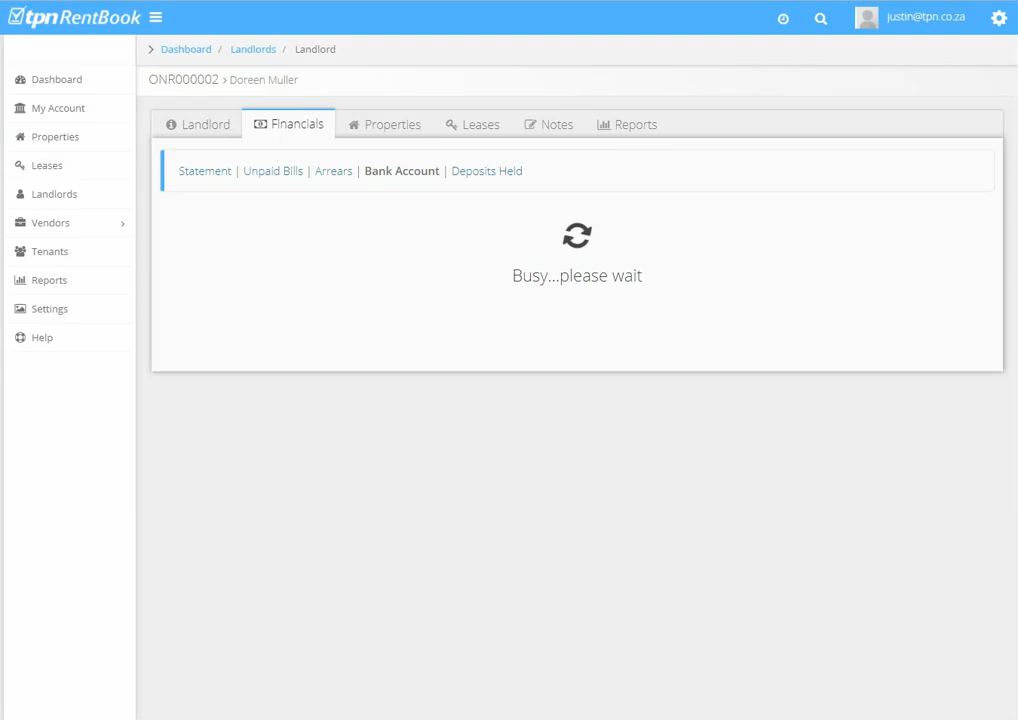 tpnRentBook
justin@tpn.co.za
Dashboard / Landlords / Landlord
ONR000002 > Doreen Muller
Dashboard
My Account
Properties
Leases
Landlords
Vendors
Tenants
Reports
Settings
Help
Landlord
Financials
Properties
Leases
Notes
Reports
Statement | Unpaid Bills | Arrears | Bank Account | Deposits Held
Busy...please wait